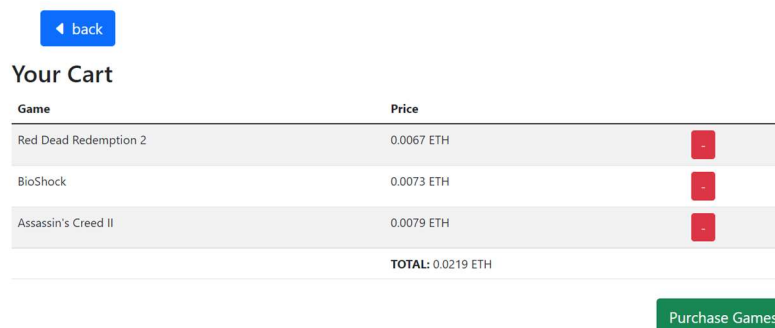 back
Your Cart
Game Price
Red Dead Redemption 2 0.0067 ETH -
BioShock 0.0073 ETH -
Assassin's Creed II 0.0079 ETH -
TOTAL: 0.0219 ETH
Purchase Games